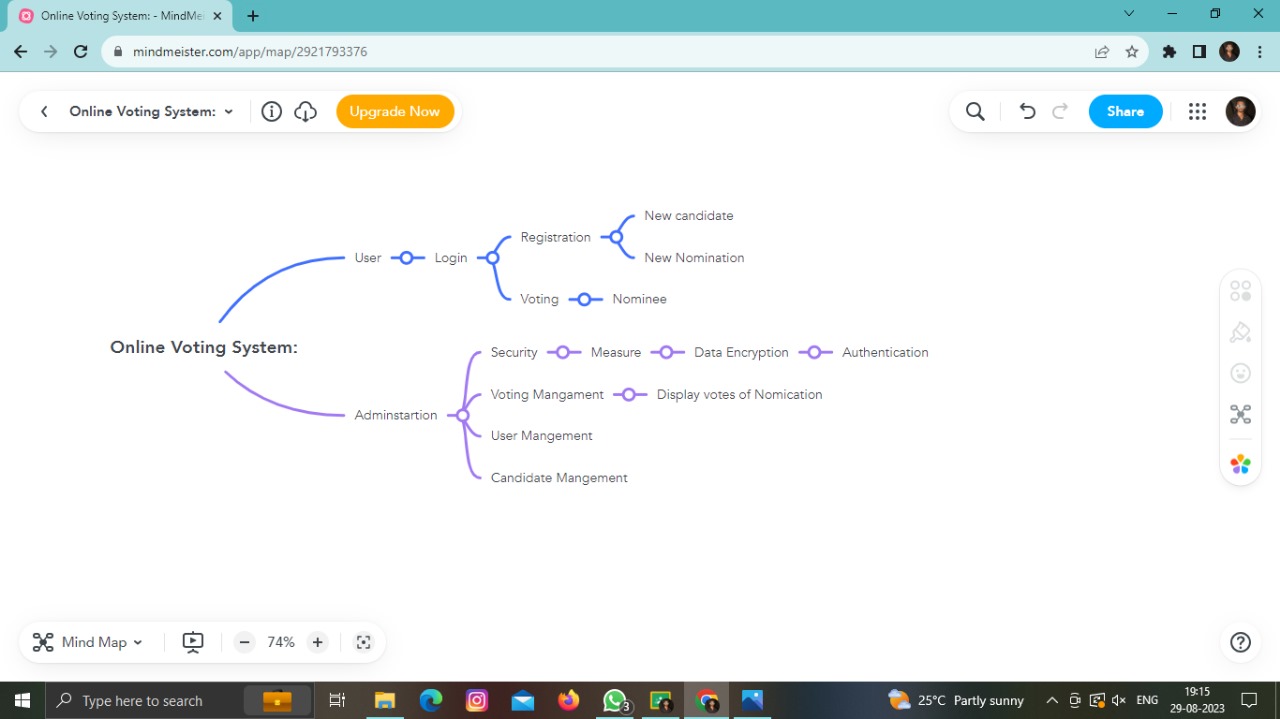 Online Voting System: - MindMei
mindmeister.com/app/map/2921793376
Online Voting System:
Upgrade Now
Share
New candidate
Registration
User
Login
New Nomination
Voting
Nominee
Online Voting System:
Security
Measure
Data Encryption
Authentication
Voting Mangament
Display votes of Nomication
Adminstartion
User Mangement
Candidate Mangement
Mind Map
74%
Type here to search
3
25°C Partly sunny
ENG
19:15
29-08-2023